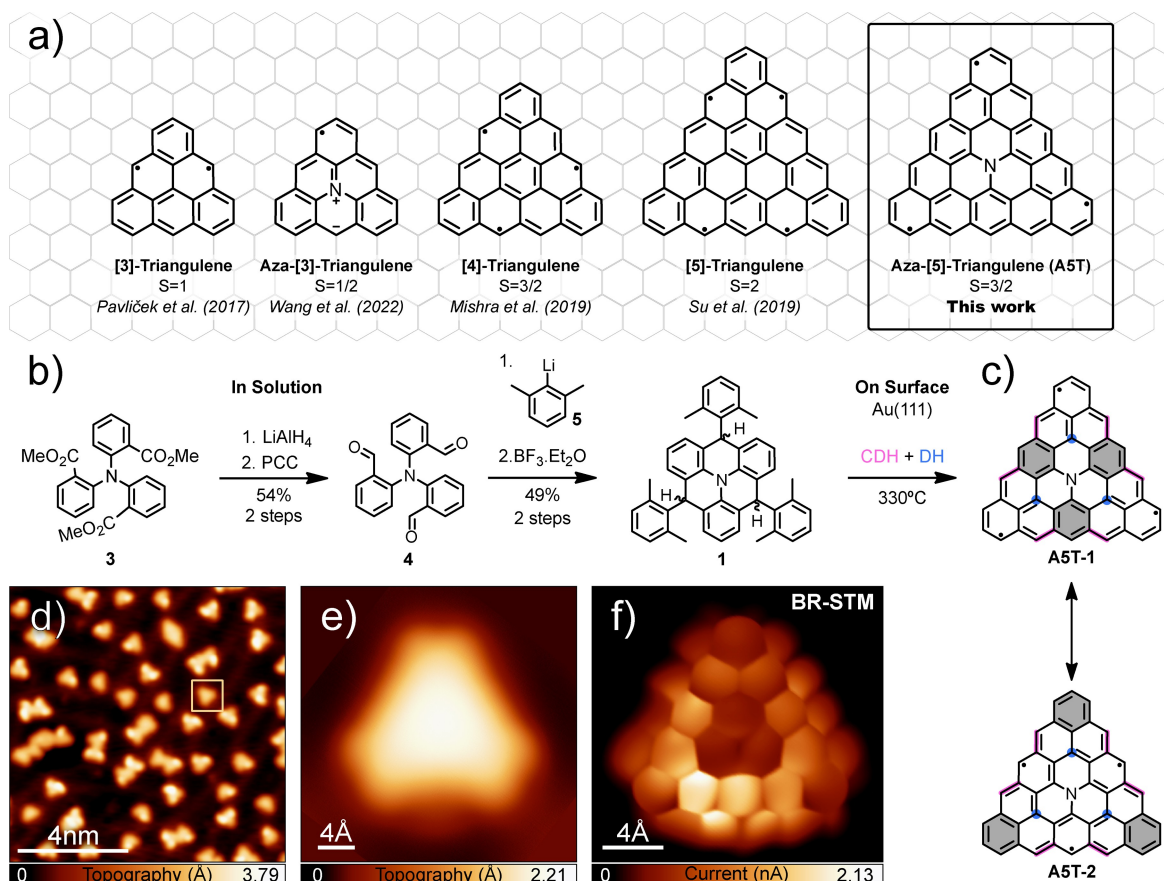 a)
N
+
−
N
[3]-Triangulene
S=1
Pavliček et al. (2017)
Aza-[3]-Triangulene
S=1/2
Wang et al. (2022)
[4]-Triangulene
S=3/2
Mishra et al. (2019)
[5]-Triangulene
S=2
Su et al. (2019)
Aza-[5]-Triangulene (A5T)
S=3/2
This work
b)
MeO₂C
CO₂Me
N
MeO₂C
3
In Solution
1. LiAlH₄
2. PCC
54%
2 steps
O
O
N
O
4
1.
Li
5
2.BF₃.Et₂O
49%
2 steps
H
N
H
H
1
On Surface
Au(111)
CDH + DH
330ºC
c)
N
A5T-1
N
A5T-2
d)
4nm
0 Topography (Å) 3.79
e)
4Å
0 Topography (Å) 2.21
f)
BR-STM
4Å
0 Current (nA) 2.13